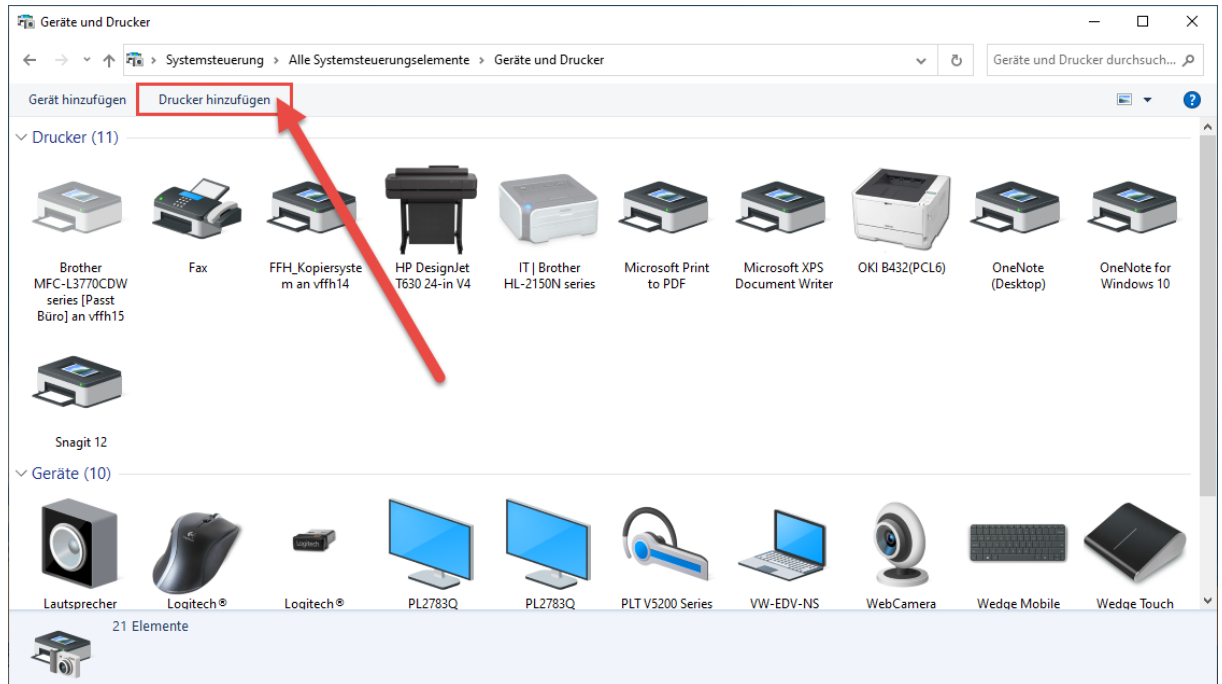 Geräte und Drucker
Systemsteuerung > Alle Systemsteuerungselemente > Geräte und Drucker
Geräte und Drucker durchsuch...
Gerät hinzufügen
Drucker hinzufügen
?
Drucker (11)
Brother
MFC-L3770CDW
series [Passt
Büro] an vffh15
Fax
FFH_Kopiersyste
m an vffh14
HP DesignJet
T630 24-in V4
IT | Brother
HL-2150N series
Microsoft Print
to PDF
Microsoft XPS
Document Writer
OKI B432(PCL6)
OneNote
(Desktop)
OneNote for
Windows 10
Snagit 12
Geräte (10)
Logitech
Lautsprecher
Logitech®
Logitech®
PL2783Q
PL2783Q
PLT V5200 Series
VW-EDV-NS
WebCamera
Wedge Mobile
Wedge Touch
21 Elemente